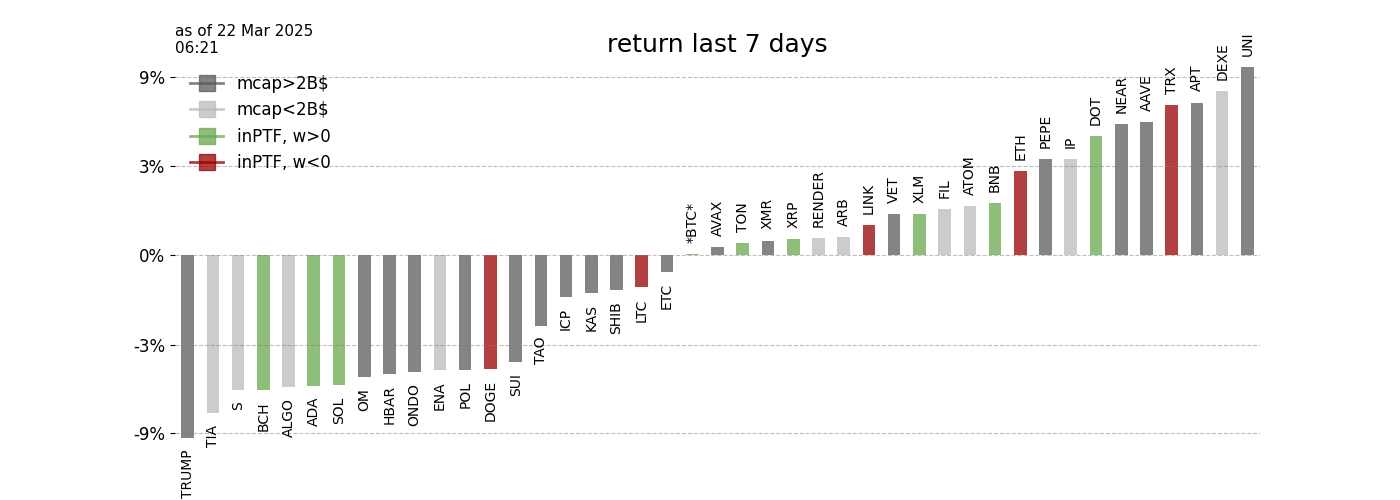 as of 22 Mar 2025
06:21
return last 7 days
mcap>2B$
mcap<2B$
inPTF, w>0
inPTF, w<0
9%
3%
0%
-3%
-9%
TRUMP
TIA
S
BCH
ALGO
ADA
SOL
OM
HBAR
ONDO
ENA
POL
DOGE
SUI
TAO
ICP
KAS
SHIB
LTC
ETC
*BTC*
AVAX
TON
XMR
XRP
RENDER
ARB
LINK
VET
XLM
FIL
ATOM
BNB
ETH
PEPE
IP
DOT
NEAR
AAVE
TRX
APT
DEXE
UNI